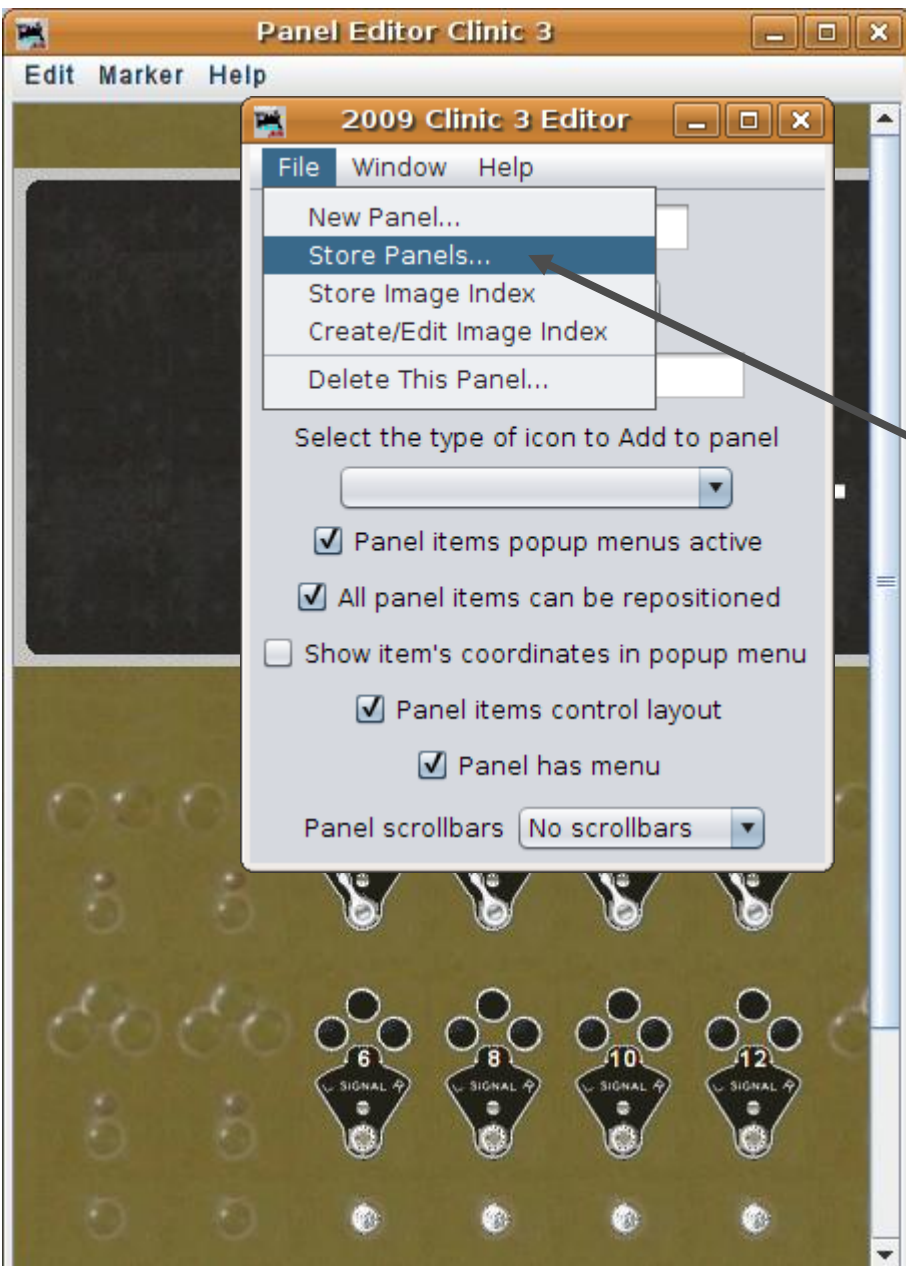 Panel Editor Clinic 3
Edit Marker Help
2009 Clinic 3 Editor
File Window Help
New Panel...
Store Panels...
Store Image Index
Create/Edit Image Index
Delete This Panel...
Select the type of icon to Add to panel
Panel items popup menus active
All panel items can be repositioned
Show item's coordinates in popup menu
Panel items control layout
Panel has menu
Panel scrollbars No scrollbars
6 8 10 12
L SIGNAL R L SIGNAL R L SIGNAL R L SIGNAL R